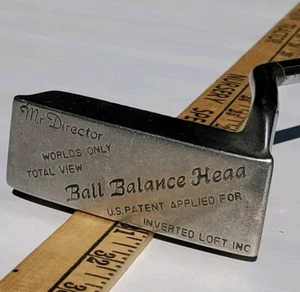 Mr. Director
WORLDS ONLY
TOTAL VIEW
Ball Balance Head
U.S. PATENT APPLIED FOR
INVERTED LOFT INC